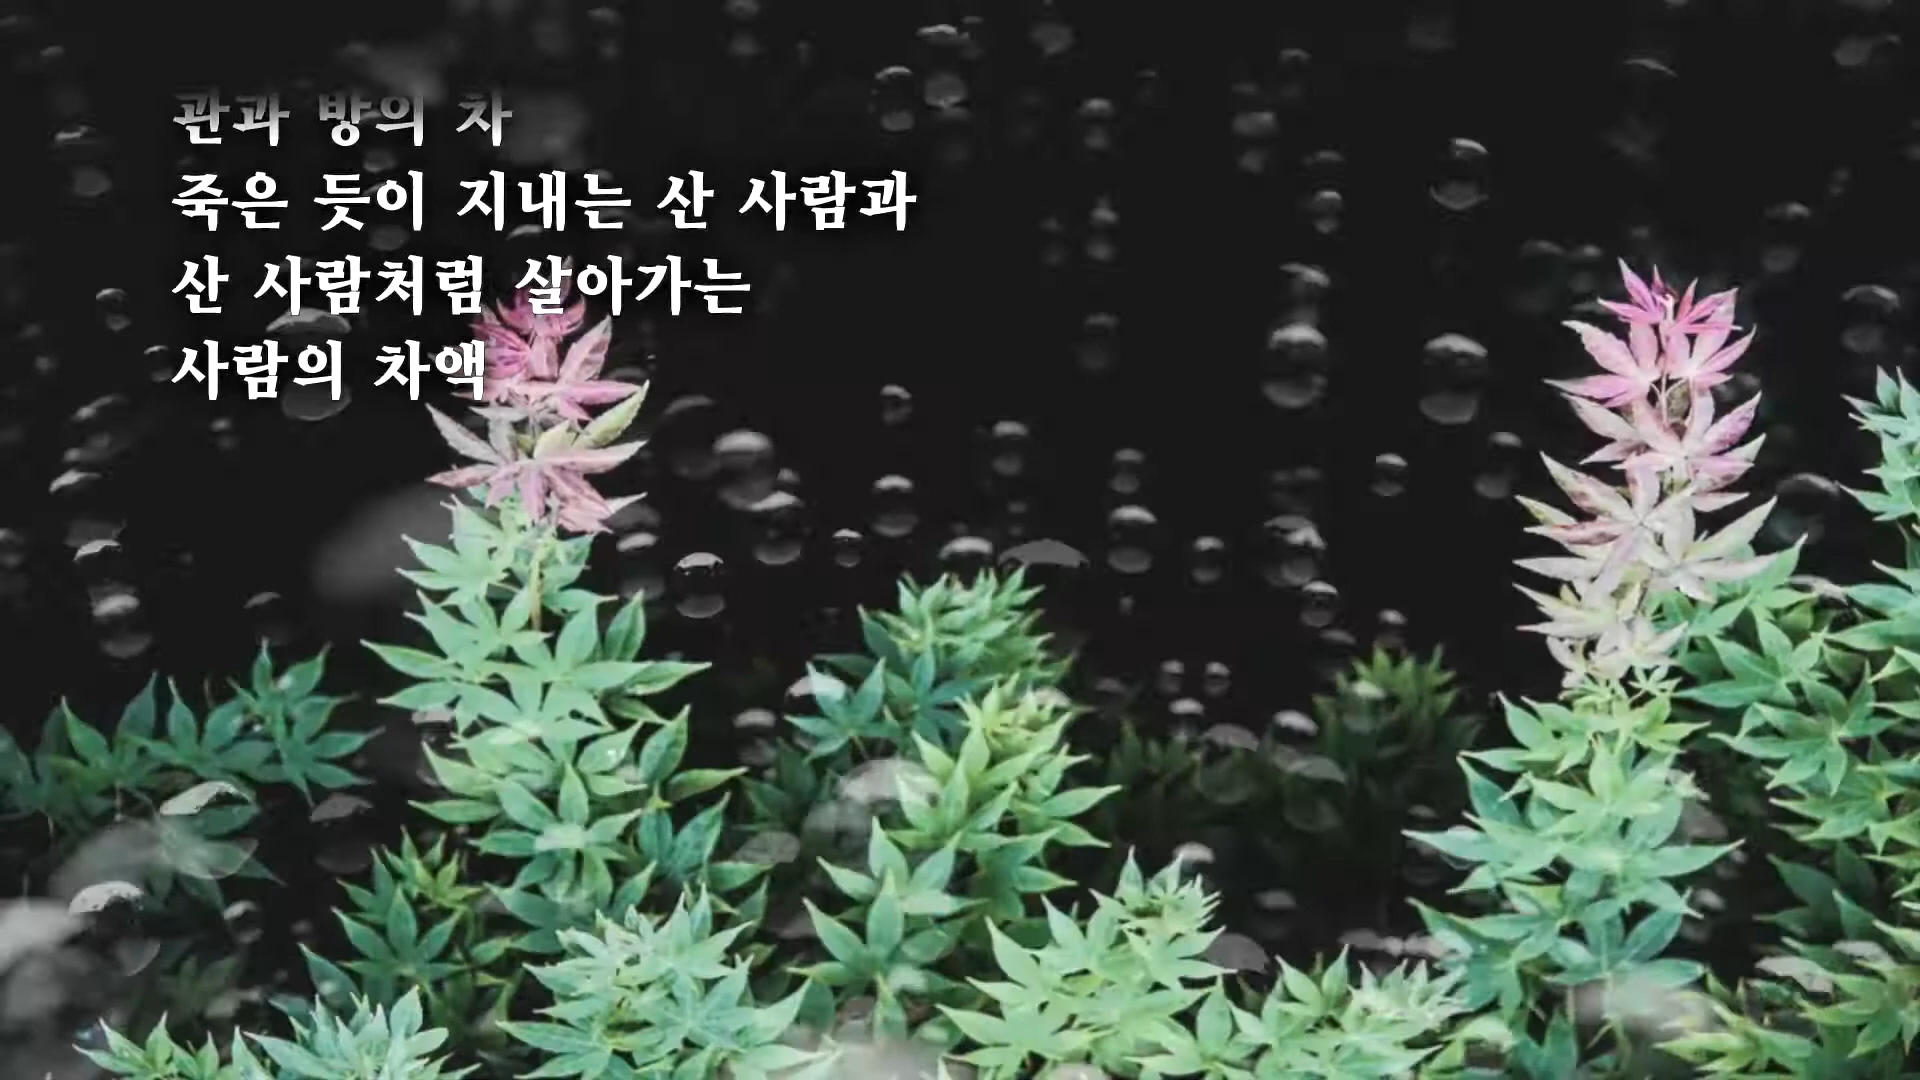 관과 방의 차
죽은 듯이 지내는 산 사람과
산 사람처럼 살아가는
사람의 차액